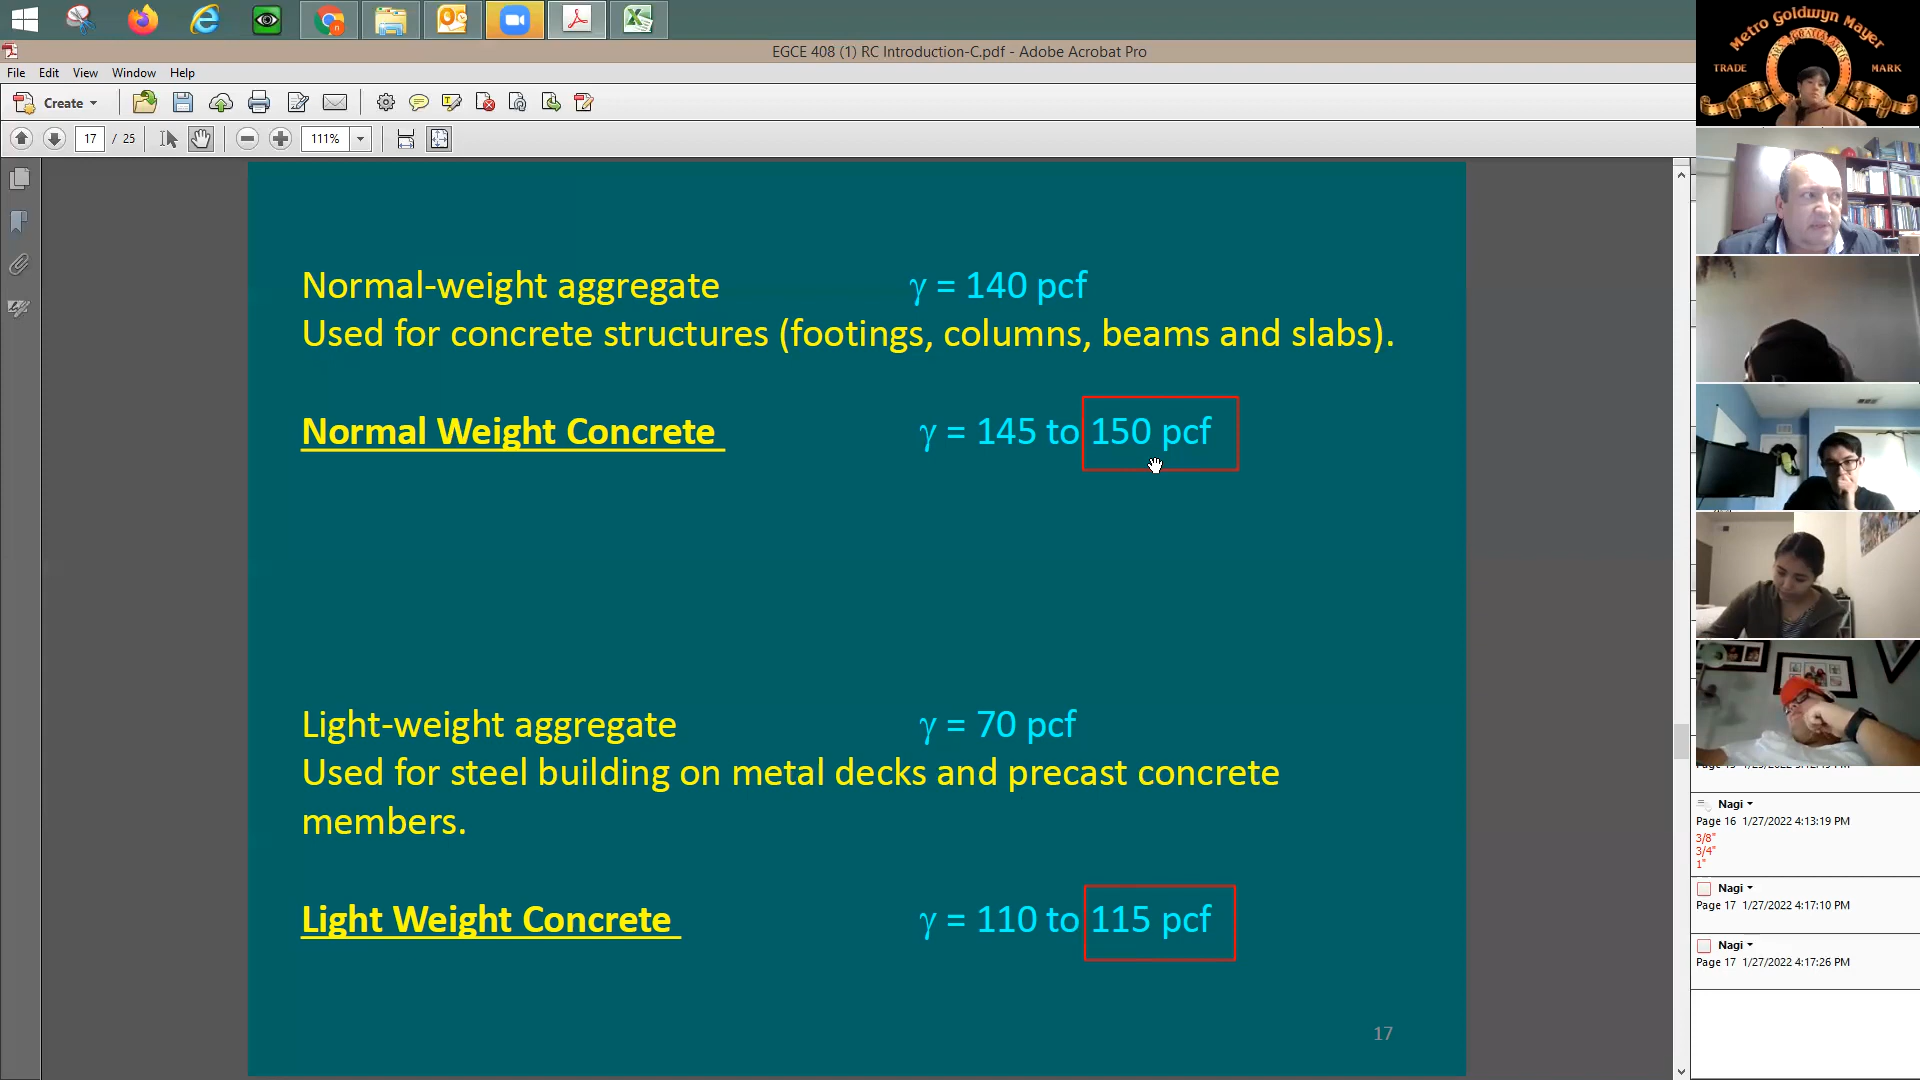 EGCE 408 (1) RC Introduction-C.pdf - Adobe Acrobat Pro
File Edit View Window Help
Create
17 / 25 111%
Normal-weight aggregate γ = 140 pcf
Used for concrete structures (footings, columns, beams and slabs).
Normal Weight Concrete γ = 145 to 150 pcf
Light-weight aggregate γ = 70 pcf
Used for steel building on metal decks and precast concrete
members.
Light Weight Concrete γ = 110 to 115 pcf
17
Metro Goldwyn Mayer
TRADE MARK
ARS GRATIA ARTIS
Nagi
Page 16 1/27/2022 4:13:19 PM
3/8"
3/4"
1"
Nagi
Page 17 1/27/2022 4:17:10 PM
Nagi
Page 17 1/27/2022 4:17:26 PM